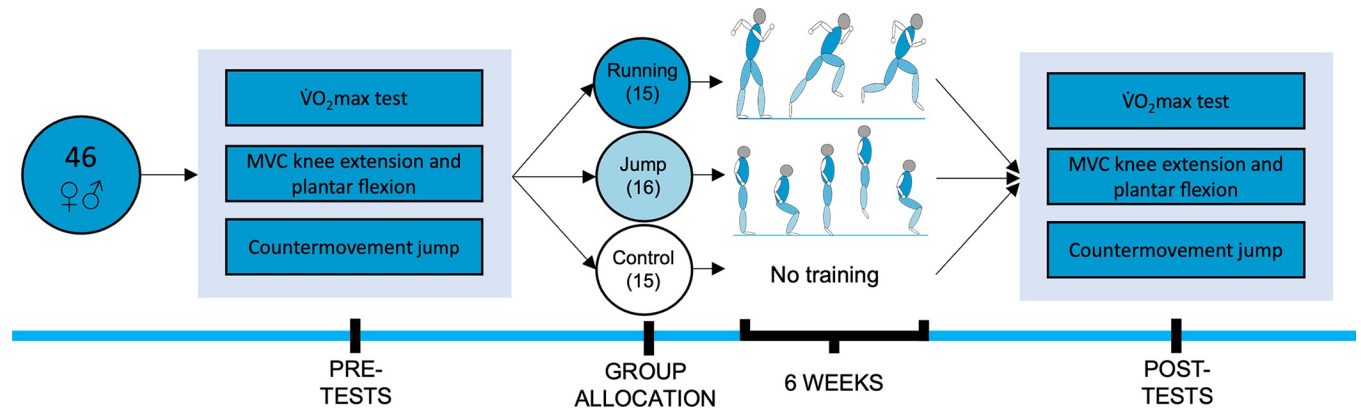 46
♀♂
V̇O₂max test
MVC knee extension and
plantar flexion
Countermovement jump
Running
(15)
Jump
(16)
Control
(15)
No training
V̇O₂max test
MVC knee extension and
plantar flexion
Countermovement jump
PRE-
TESTS
GROUP
ALLOCATION
6 WEEKS
POST-
TESTS